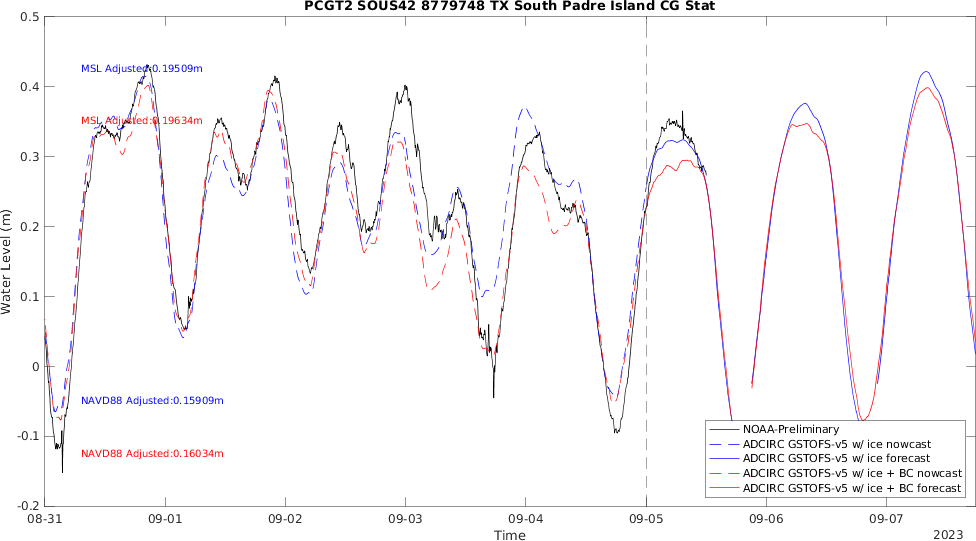 PCGT2 SOUS42 8779748 TX South Padre Island CG Stat
0.5
0.4
0.3
0.2
0.1
0
-0.1
-0.2
Water Level (m)
MSL Adjusted:0.19509m
MSL Adjusted:0.19634m
NAVD88 Adjusted:0.15909m
NAVD88 Adjusted:0.16034m
NOAA-Preliminary
ADCIRC GSTOFS-v5 w/ ice nowcast
ADCIRC GSTOFS-v5 w/ ice forecast
ADCIRC GSTOFS-v5 w/ ice + BC nowcast
ADCIRC GSTOFS-v5 w/ ice + BC forecast
08-31 09-01 09-02 09-03 09-04 09-05 09-06 09-07
Time
2023